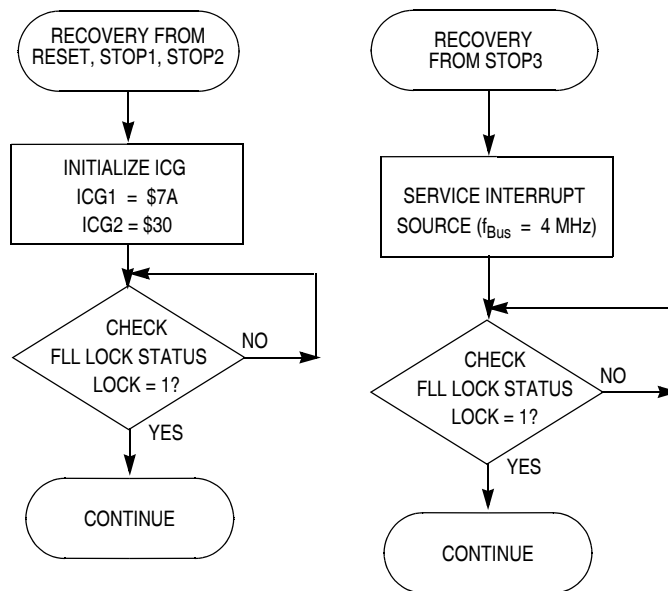 RECOVERY FROM
RESET, STOP1, STOP2
INITIALIZE ICG
ICG1 = $7A
ICG2 = $30
CHECK
FLL LOCK STATUS
LOCK = 1?
NO
YES
CONTINUE
RECOVERY
FROM STOP3
SERVICE INTERRUPT
SOURCE (fBus = 4 MHz)
CHECK
FLL LOCK STATUS
LOCK = 1?
NO
YES
CONTINUE